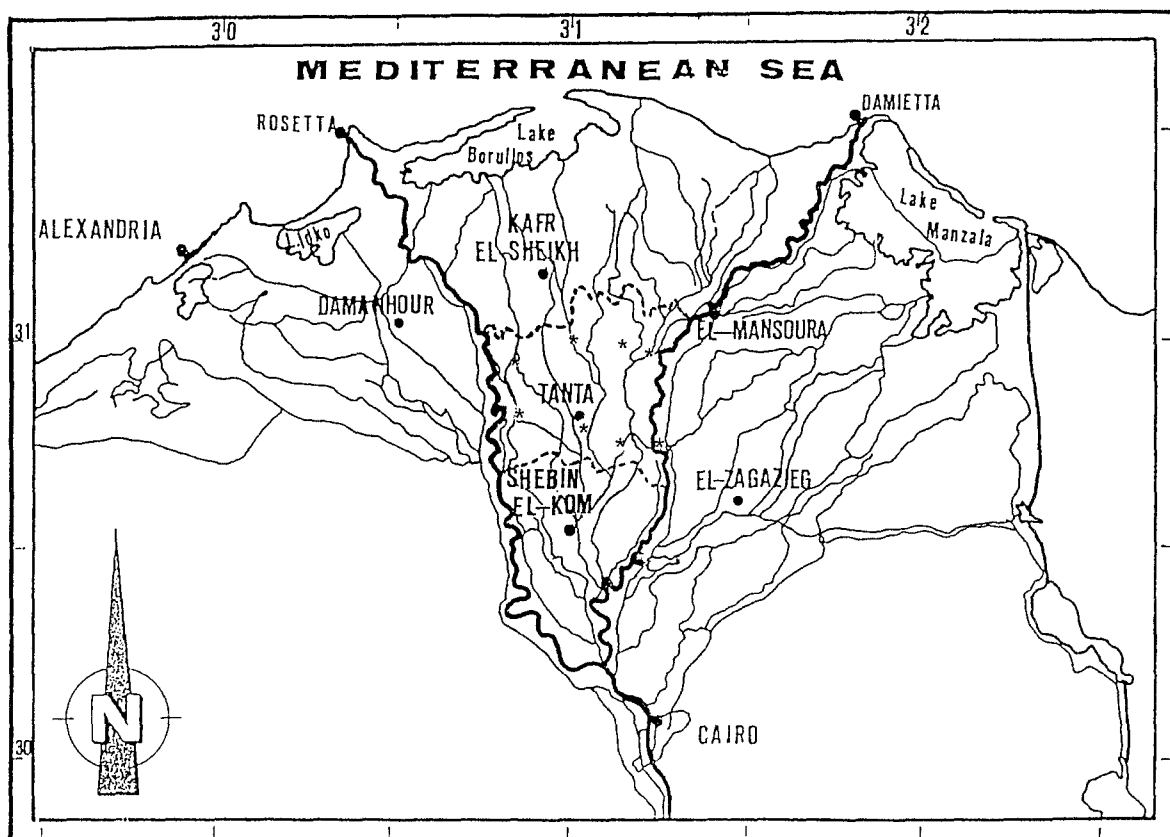 30 31 32
MEDITERRANEAN SEA
DAMIETTA
ROSETTA
Lake
Borullos
Lake
Manzala
ALEXANDRIA
L.Idko
KAFR
EL-SHEIKH
DAMANHOUR
31
EL-MANSOURA
TANTA
SHEBIN
EL-KOM
EL-ZAGAZIEG
N
30
CAIRO